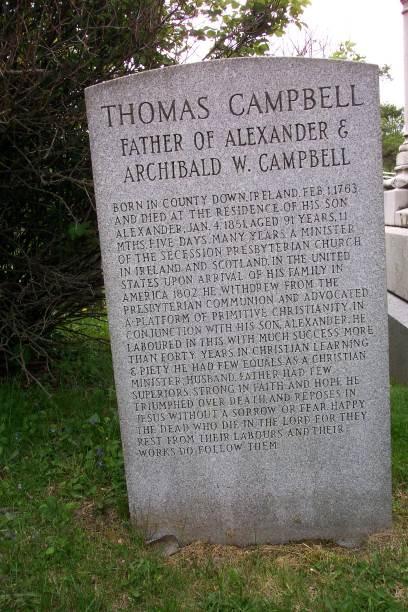 THOMAS CAMPBELL
FATHER OF ALEXANDER &
ARCHIBALD W. CAMPBELL
BORN IN COUNTY DOWN, IRELAND, FEB. 1, 1763,
AND DIED AT THE RESIDENCE OF HIS SON
ALEXANDER, JAN. 4, 1851, AGED 91 YEARS, 11
MTHS, FIVE DAYS. MANY YEARS A MINISTER
OF THE SECESSION PRESBYTERIAN CHURCH
IN IRELAND AND SCOTLAND. IN THE UNITED
STATES UPON ARRIVAL OF HIS FAMILY IN
AMERICA 1802, HE WITHDREW FROM THE
PRESBYTERIAN COMMUNION AND ADVOCATED
A PLATFORM OF PRIMITIVE CHRISTIANITY, IN
CONJUNCTION WITH HIS SON, ALEXANDER. HE
LABOURED IN THIS WITH MUCH SUCCESS MORE
THAN FORTY YEARS. IN CHRISTIAN LEARNING
& PIETY HE HAD FEW EQUALS. AS A CHRISTIAN
MINISTER, HUSBAND, FATHER HAD FEW
SUPERIORS. STRONG IN FAITH AND HOPE HE
TRIUMPHED OVER DEATH, AND REPOSES IN
JESUS WITHOUT A SORROW OR FEAR. HAPPY
THE DEAD WHO DIE IN THE LORD FOR THEY
REST FROM THEIR LABOURS AND THEIR
WORKS DO FOLLOW THEM